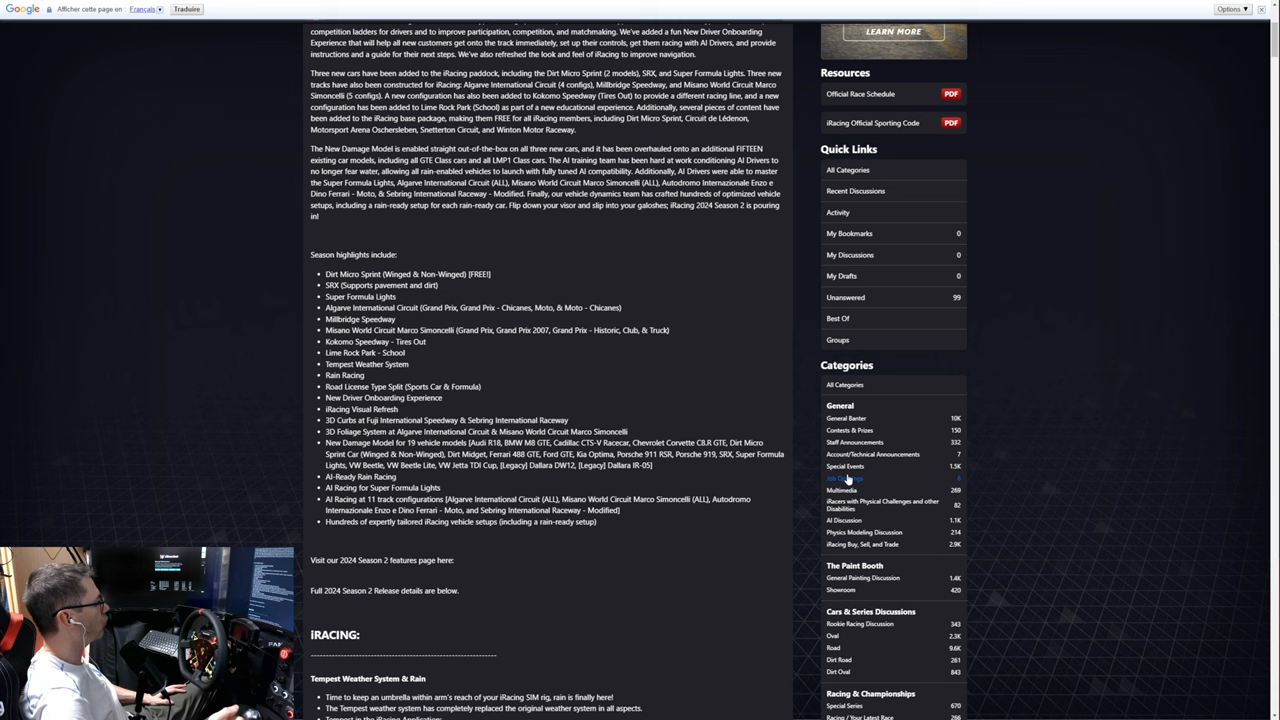 Google Afficher cette page en : Français Traduire Options ▼
competition ladders for drivers and to improve participation, competition, and matchmaking. We've added a fun New Driver Onboarding
Experience that will help all new customers get onto the track immediately, set up their controls, get them racing with AI Drivers, and provide
instructions and a guide for their next steps. We've also refreshed the look and feel of iRacing to improve navigation.
Three new cars have been added to the iRacing paddock, including the Dirt Micro Sprint (2 models), SRX, and Super Formula Lights. Three new
tracks have also been constructed for iRacing: Algarve International Circuit (4 configs), Millbridge Speedway, and Misano World Circuit Marco
Simoncelli (5 configs). A new configuration has also been added to Kokomo Speedway (Tires Out) to provide a different racing line, and a new
configuration has been added to Lime Rock Park (School) as part of a new educational experience. Additionally, several pieces of content have
been added to the iRacing base package, making them FREE for all iRacing members, including Dirt Micro Sprint, Circuit de Lédenon,
Motorsport Arena Oschersleben, Snetterton Circuit, and Winton Motor Raceway.
The New Damage Model is enabled straight out-of-the-box on all three new cars, and it has been overhauled onto an additional FIFTEEN
existing car models, including all GTE Class cars and all LMP1 Class cars. The AI training team has been hard at work conditioning AI Drivers to
no longer fear water, allowing all rain-enabled vehicles to launch with fully tuned AI compatibility. Additionally, AI Drivers were able to master
the Super Formula Lights, Algarve International Circuit (ALL), Misano World Circuit Marco Simoncelli (ALL), Autodromo Internazionale Enzo e
Dino Ferrari - Moto, & Sebring International Raceway - Modified. Finally, our vehicle dynamics team has crafted hundreds of optimized vehicle
setups, including a rain-ready setup for each rain-ready car. Flip down your visor and slip into your galoshes; iRacing 2024 Season 2 is pouring
in!
Season highlights include:
• Dirt Micro Sprint (Winged & Non-Winged) [FREE!]
• SRX (Supports pavement and dirt)
• Super Formula Lights
• Algarve International Circuit (Grand Prix, Grand Prix - Chicanes, Moto, & Moto - Chicanes)
• Millbridge Speedway
• Misano World Circuit Marco Simoncelli (Grand Prix, Grand Prix 2007, Grand Prix - Historic, Club, & Truck)
• Kokomo Speedway - Tires Out
• Lime Rock Park - School
• Tempest Weather System
• Rain Racing
• Road License Type Split (Sports Car & Formula)
• New Driver Onboarding Experience
• iRacing Visual Refresh
• 3D Curbs at Fuji International Speedway & Sebring International Raceway
• 3D Foliage System at Algarve International Circuit & Misano World Circuit Marco Simoncelli
• New Damage Model for 19 vehicle models [Audi R18, BMW M8 GTE, Cadillac CTS-V Racecar, Chevrolet Corvette C8.R GTE, Dirt Micro
Sprint Car (Winged & Non-Winged), Dirt Midget, Ferrari 488 GTE, Ford GTE, Kia Optima, Porsche 911 RSR, Porsche 919, SRX, Super Formula
Lights, VW Beetle, VW Beetle Lite, VW Jetta TDI Cup, [Legacy] Dallara DW12, [Legacy] Dallara IR-05]
• AI-Ready Rain Racing
• AI Racing for Super Formula Lights
• AI Racing at 11 track configurations [Algarve International Circuit (ALL), Misano World Circuit Marco Simoncelli (ALL), Autodromo
Internazionale Enzo e Dino Ferrari - Moto, and Sebring International Raceway - Modified]
• Hundreds of expertly tailored iRacing vehicle setups (including a rain-ready setup)
Visit our 2024 Season 2 features page here:
Full 2024 Season 2 Release details are below.
iRACING:
------------------------------------------------------------
Tempest Weather System & Rain
• Time to keep an umbrella within arm's reach of your iRacing SIM rig, rain is finally here!
• The Tempest weather system has completely replaced the original weather system in all aspects.
• Tempest in the iRacing Application:
LEARN MORE
Resources
Official Race Schedule PDF
iRacing Official Sporting Code PDF
Quick Links
All Categories
Recent Discussions
Activity
My Bookmarks 0
My Discussions 0
My Drafts 0
Unanswered 99
Best Of
Groups
Categories
All Categories
General
General Banter 10K
Contests & Prizes 150
Staff Announcements 332
Account/Technical Announcements 7
Special Events 1.5K
Job 6
Multimedia 269
iRacers with Physical Challenges and other
Disabilities 82
AI Discussion 1.1K
Physics Modeling Discussion 214
iRacing Buy, Sell, and Trade 2.9K
The Paint Booth
General Painting Discussion 1.4K
Showroom 420
Cars & Series Discussions
Rookie Racing Discussion 343
Oval 2.3K
Road 9.6K
Dirt Road 261
Dirt Oval 843
Racing & Championships
Special Series 670
Racing / Your Latest Race 266